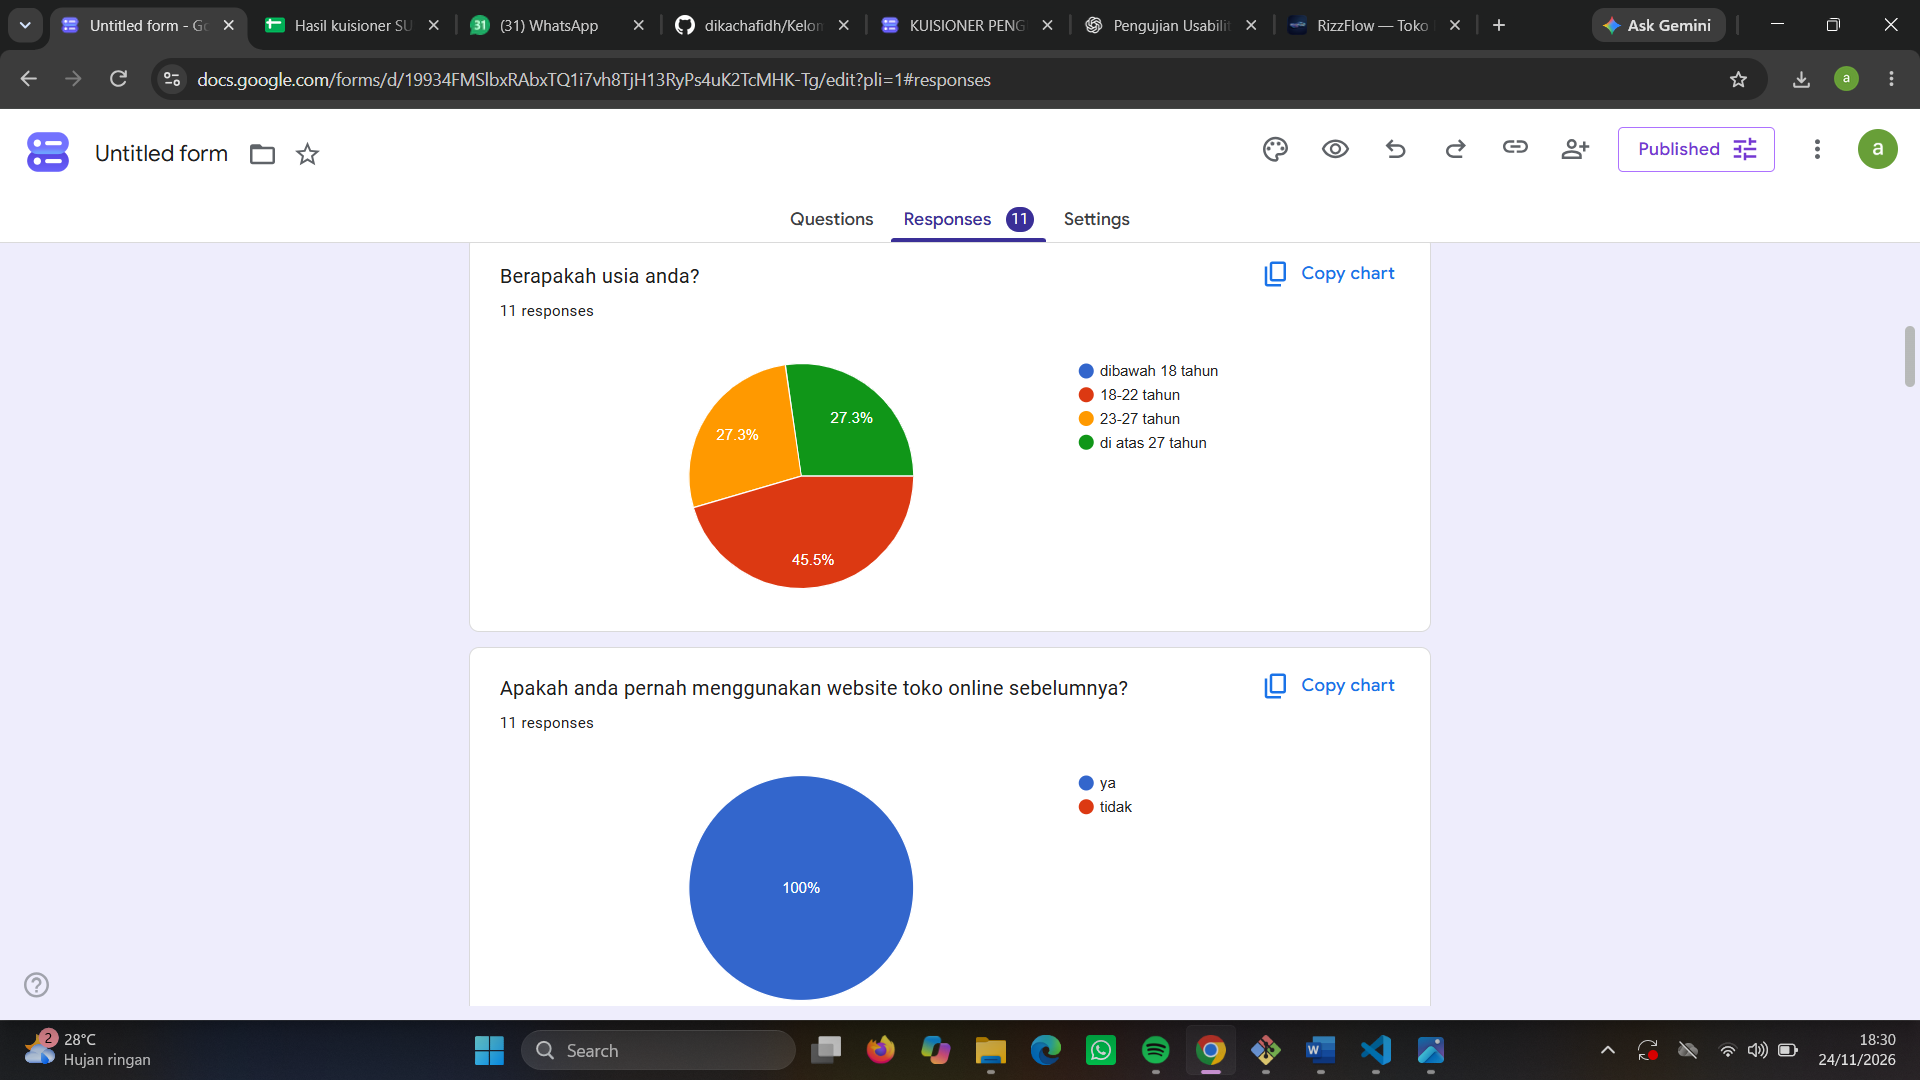 Untitled form - Go
Hasil kuisioner SU
31
(31) WhatsApp
dikachafidh/Kelon
KUISIONER PENG
Pengujian Usabilit
RizzFlow — Toko
Ask Gemini
docs.google.com/forms/d/19934FMSlbxRAbxTQ1i7vh8TjH13RyPs4uK2TcMHK-Tg/edit?pli=1#responses
a
Untitled form
Published
a
Questions
Responses 11
Settings
Berapakah usia anda?
Copy chart
11 responses
dibawah 18 tahun
18-22 tahun
23-27 tahun
di atas 27 tahun
27.3%
27.3%
45.5%
Apakah anda pernah menggunakan website toko online sebelumnya?
Copy chart
11 responses
ya
tidak
100%
2
28°C
Hujan ringan
Search
18:30
24/11/2026